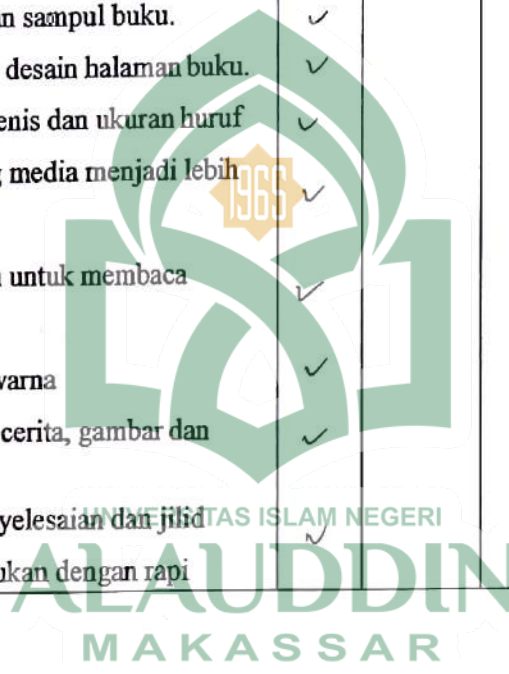 n sampul buku. ✓
desain halaman buku. ✓
enis dan ukuran huruf ✓
media menjadi lebih
1965 ✓
untuk membaca ✓
varna ✓
cerita, gambar dan ✓
yelesaian dan jilid
UNIVERSITAS ISLAM NEGERI
✓
ukan dengan rapi
ALAUDDIN
MAKASSAR